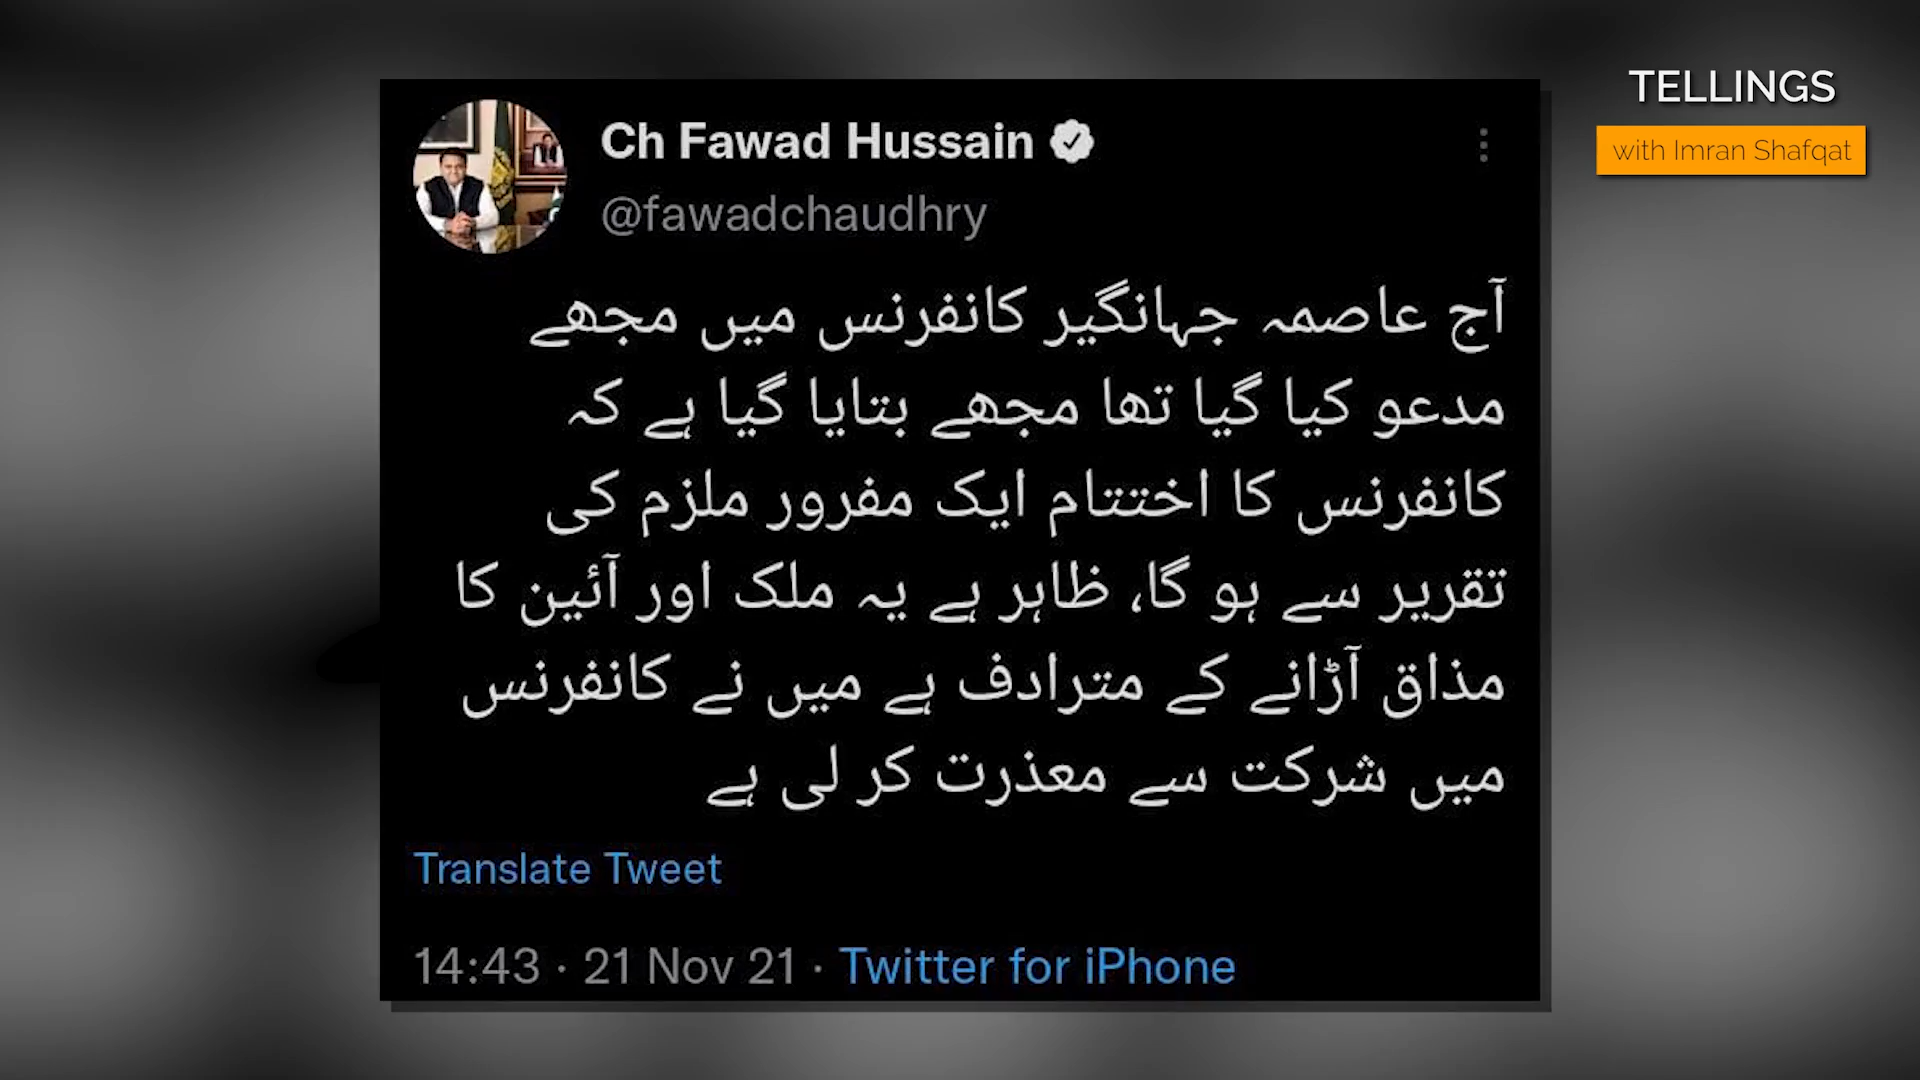 TELLINGS
with Imran Shafqat
Ch Fawad Hussain
@fawadchaudhry
آج عاصمہ جہانگیر کانفرنس میں مجھے
مدعو کیا گیا تھا مجھے بتایا گیا ہے کہ
کانفرنس کا اختتام ایک مفرور ملزم کی
تقریر سے ہو گا، ظاہر ہے یہ ملک اور آئین کا
مذاق آڑانے کے مترادف ہے میں نے کانفرنس
میں شرکت سے معذرت کر لی ہے
Translate Tweet
14:43 · 21 Nov 21 · Twitter for iPhone